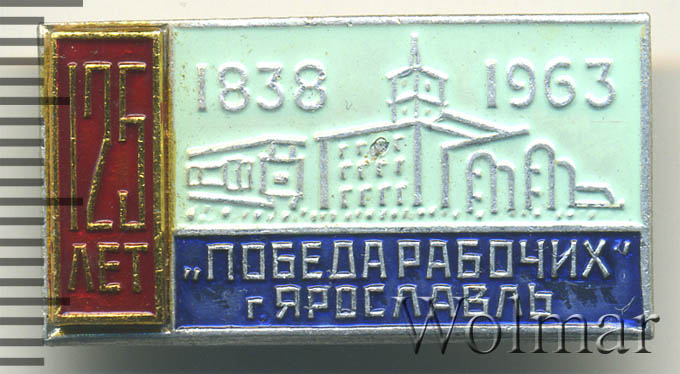 125
ЛЕТ
1838 1963
„ПОБЕДА РАБОЧИХ"
г ЯРОСЛАВЛЬ
Wolmar